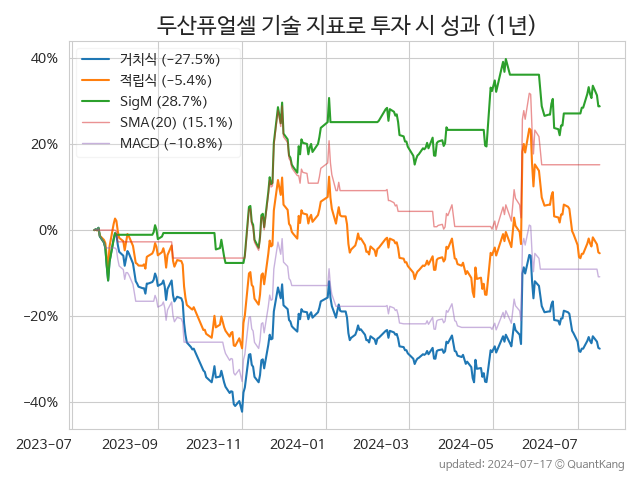 두산퓨얼셀 기술 지표로 투자 시 성과 (1년)
거치식 (−27.5%)
적립식 (−5.4%)
SigM (28.7%)
SMA(20) (15.1%)
MACD (−10.8%)
40%
20%
0%
−20%
−40%
2023−07 2023−09 2023−11 2024−01 2024−03 2024−05 2024−07
updated: 2024-07-17 © QuantKang